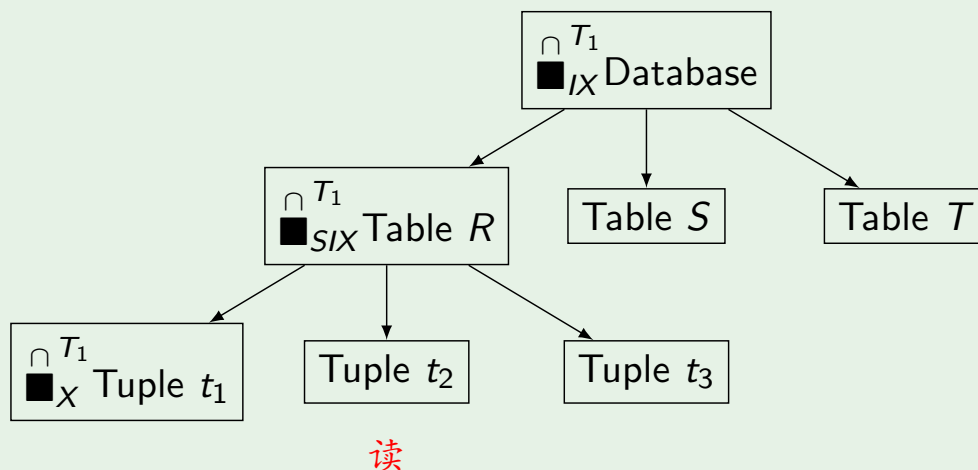 T1
IX Database
T1
SIX Table R
Table S
Table T
T1
X Tuple t1
Tuple t2
Tuple t3
读